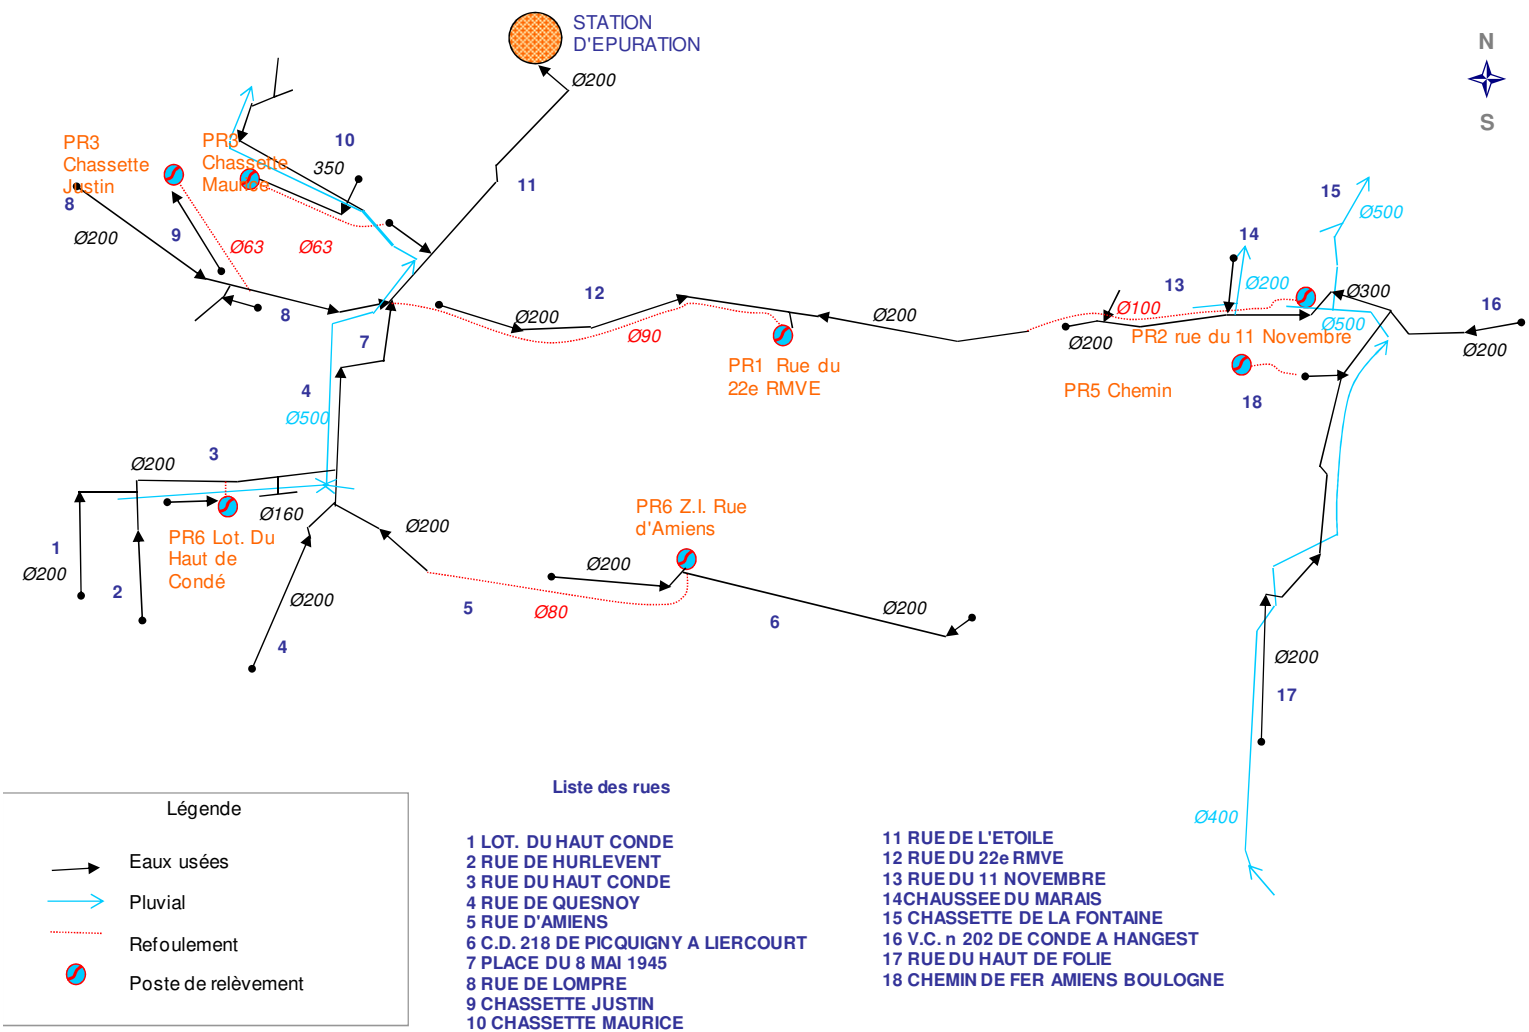 STATION
D'EPURATION
N
S
Ø200
PR3
Chassette
Justin
PR3
Chassette
Maurice
10
350
11
8
Ø200
9
Ø63
Ø63
8
7
12
Ø200
Ø90
Ø200
PR1 Rue du
22e RMVE
15
Ø500
14
Ø200
13
Ø100
Ø200
Ø300
Ø500
16
Ø200
PR2 rue du 11 Novembre
PR5 Chemin
18
4
Ø500
3
Ø200
Ø160
PR6 Lot. Du
Haut de
Condé
1
Ø200
2
Ø200
4
Ø200
5
Ø80
PR6 Z.I. Rue
d'Amiens
Ø200
Ø200
6
Ø200
17
Ø400
Légende
Eaux usées
Pluvial
Refoulement
Poste de relèvement
Liste des rues
1 LOT. DU HAUT CONDE
2 RUE DE HURLEVENT
3 RUE DU HAUT CONDE
4 RUE DE QUESNOY
5 RUE D'AMIENS
6 C.D. 218 DE PICQUIGNY A LIERCOURT
7 PLACE DU 8 MAI 1945
8 RUE DE LOMPRE
9 CHASSETTE JUSTIN
10 CHASSETTE MAURICE
11 RUE DE L'ETOILE
12 RUE DU 22e RMVE
13 RUE DU 11 NOVEMBRE
14CHAUSSEE DU MARAIS
15 CHASSETTE DE LA FONTAINE
16 V.C. n 202 DE CONDE A HANGEST
17 RUE DU HAUT DE FOLIE
18 CHEMIN DE FER AMIENS BOULOGNE